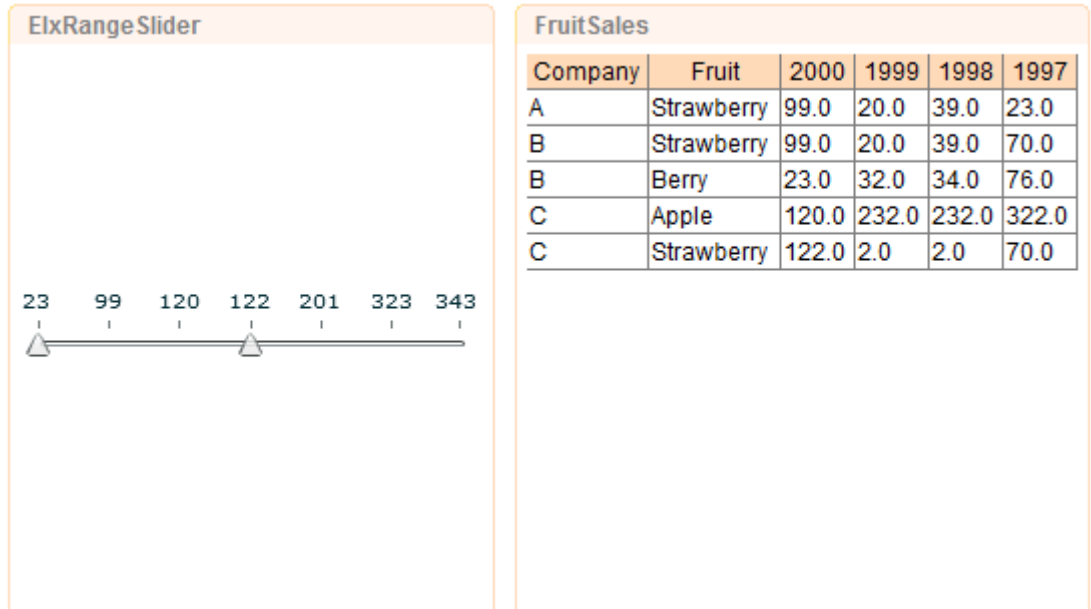 ElxRangeSlider
23 99 120 122 201 323 343
FruitSales
Company Fruit 2000 1999 1998 1997
A Strawberry 99.0 20.0 39.0 23.0
B Strawberry 99.0 20.0 39.0 70.0
B Berry 23.0 32.0 34.0 76.0
C Apple 120.0 232.0 232.0 322.0
C Strawberry 122.0 2.0 2.0 70.0